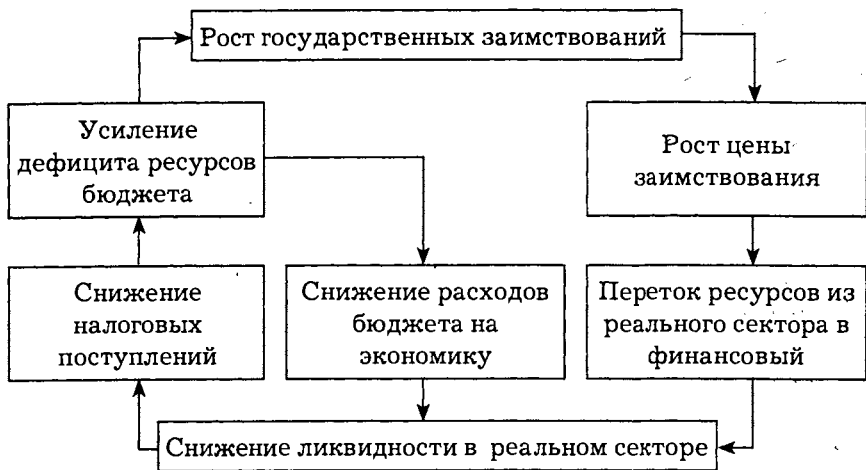 Рост государственных заимствований
Усиление
дефицита ресурсов
бюджета
Рост цены
заимствования
Снижение
налоговых
поступлений
Снижение расходов
бюджета на
экономику
Переток ресурсов из
реального сектора в
финансовый
Снижение ликвидности в реальном секторе